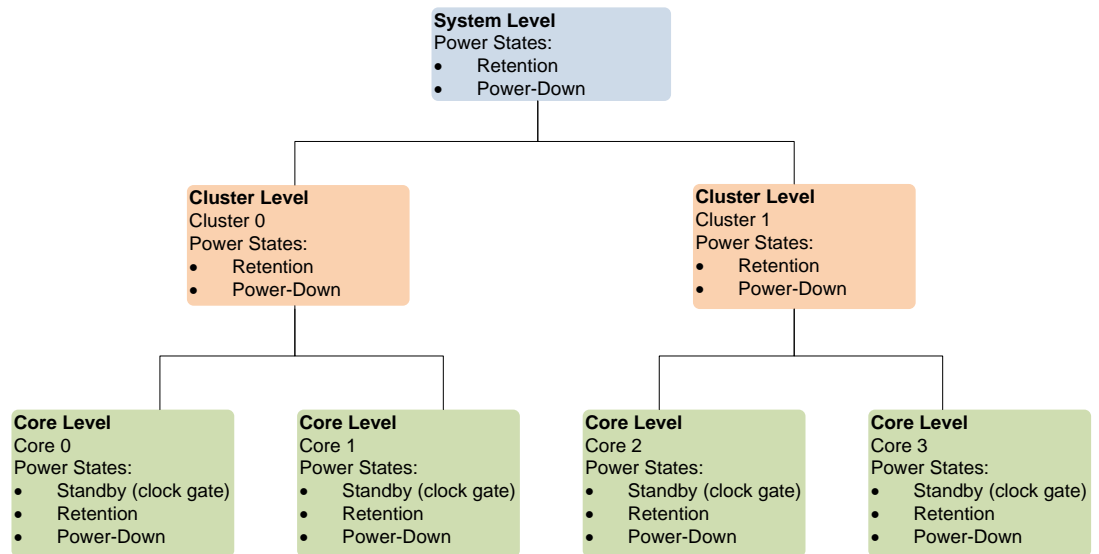 System Level
Power States:
• Retention
• Power-Down
Cluster Level
Cluster 0
Power States:
• Retention
• Power-Down
Cluster Level
Cluster 1
Power States:
• Retention
• Power-Down
Core Level
Core 0
Power States:
• Standby (clock gate)
• Retention
• Power-Down
Core Level
Core 1
Power States:
• Standby (clock gate)
• Retention
• Power-Down
Core Level
Core 2
Power States:
• Standby (clock gate)
• Retention
• Power-Down
Core Level
Core 3
Power States:
• Standby (clock gate)
• Retention
• Power-Down